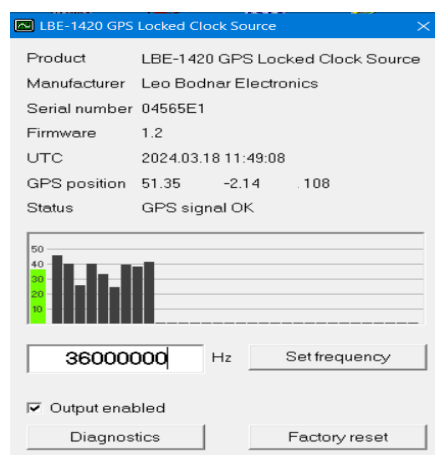 LBE-1420 GPS Locked Clock Source
Product LBE-1420 GPS Locked Clock Source
Manufacturer Leo Bodnar Electronics
Serial number 04565E1
Firmware 1.2
UTC 2024.03.18 11:49:08
GPS position 51.35 -2.14 . 108
Status GPS signal OK
50
40
30
20
10
36000000 Hz Set frequency
Output enabled
Diagnostics Factory reset